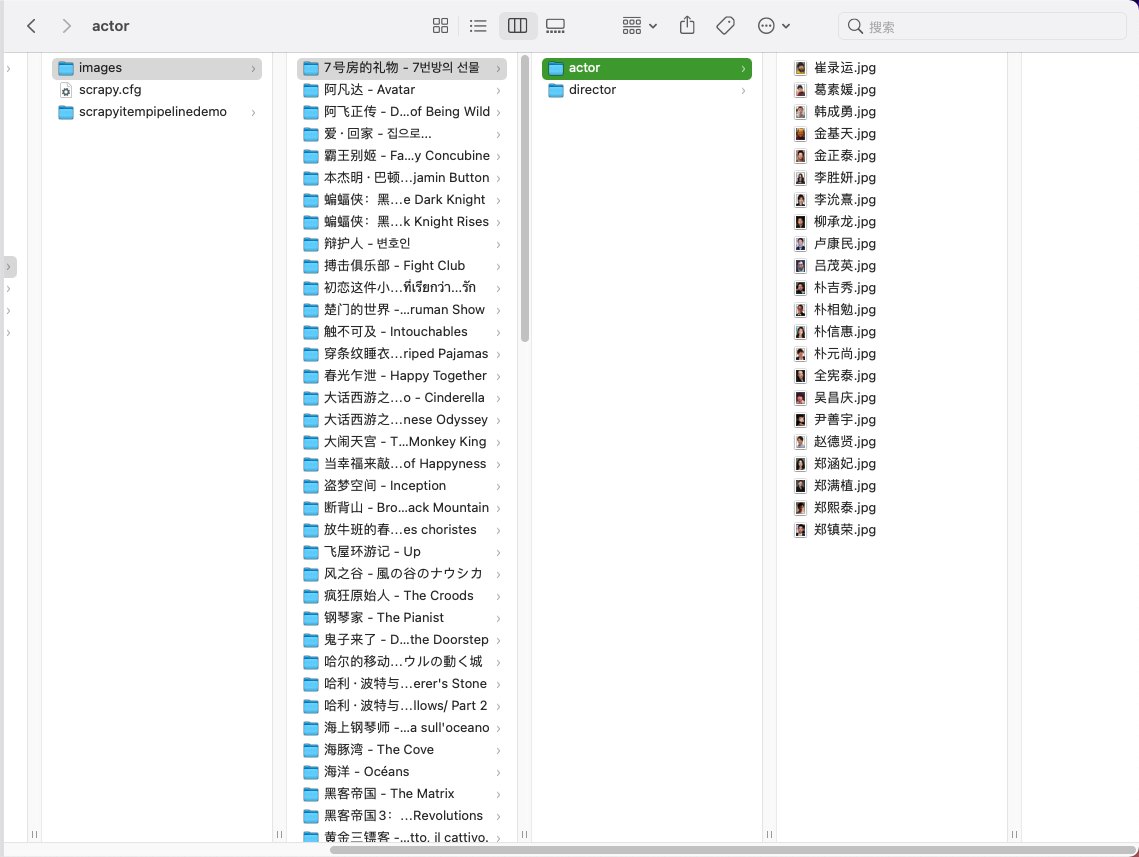 actor
搜索
images
scrapy.cfg
scrapyitempipelinedemo
7号房的礼物 - 7번방의 선물
阿凡达 - Avatar
阿飞正传 - D...of Being Wild
爱·回家 - 집으로...
霸王别姬 - Fa...y Concubine
本杰明·巴顿...jamin Button
蝙蝠侠：黑...e Dark Knight
蝙蝠侠：黑...k Knight Rises
辩护人 - 변호인
搏击俱乐部 - Fight Club
初恋这件小...ที่เรียกว่า...รัก
楚门的世界 -...ruman Show
触不可及 - Intouchables
穿条纹睡衣...riped Pajamas
春光乍泄 - Happy Together
大话西游之...o - Cinderella
大话西游之...nese Odyssey
大闹天宫 - T...Monkey King
当幸福来敲...of Happyness
盗梦空间 - Inception
断背山 - Bro...ack Mountain
放牛班的春...es choristes
飞屋环游记 - Up
风之谷 - 風の谷のナウシカ
疯狂原始人 - The Croods
钢琴家 - The Pianist
鬼子来了 - D...the Doorstep
哈尔的移动...ウルの動く城
哈利·波特与...erer's Stone
哈利·波特与...llows/ Part 2
海上钢琴师 -...a sull'oceano
海豚湾 - The Cove
海洋 - Océans
黑客帝国 - The Matrix
黑客帝国3：...Revolutions
黄金三镖客 -...tto, il cattivo.
actor
director
崔录运.jpg
葛素媛.jpg
韩成勇.jpg
金基天.jpg
金正泰.jpg
李胜妍.jpg
李沇熹.jpg
柳承龙.jpg
卢康民.jpg
吕茂英.jpg
朴吉秀.jpg
朴相勉.jpg
朴信惠.jpg
朴元尚.jpg
全宪泰.jpg
吴昌庆.jpg
尹善宇.jpg
赵德贤.jpg
郑涵妃.jpg
郑满植.jpg
郑熙泰.jpg
郑镇荣.jpg